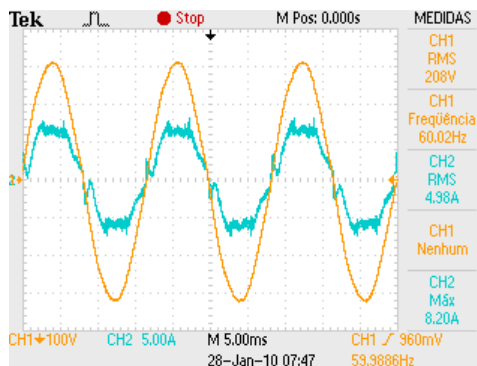 Tek Stop M Pos: 0.000s MEDIDAS
CH1
RMS
208V
CH1
Freqüência
60.02Hz
CH2
RMS
4.98A
CH1
Nenhum
CH2
Máx
8.20A
2
CH1 100V CH2 5.00A M 5.00ms CH1 960mV
28-Jan-10 07:47 59.9886Hz